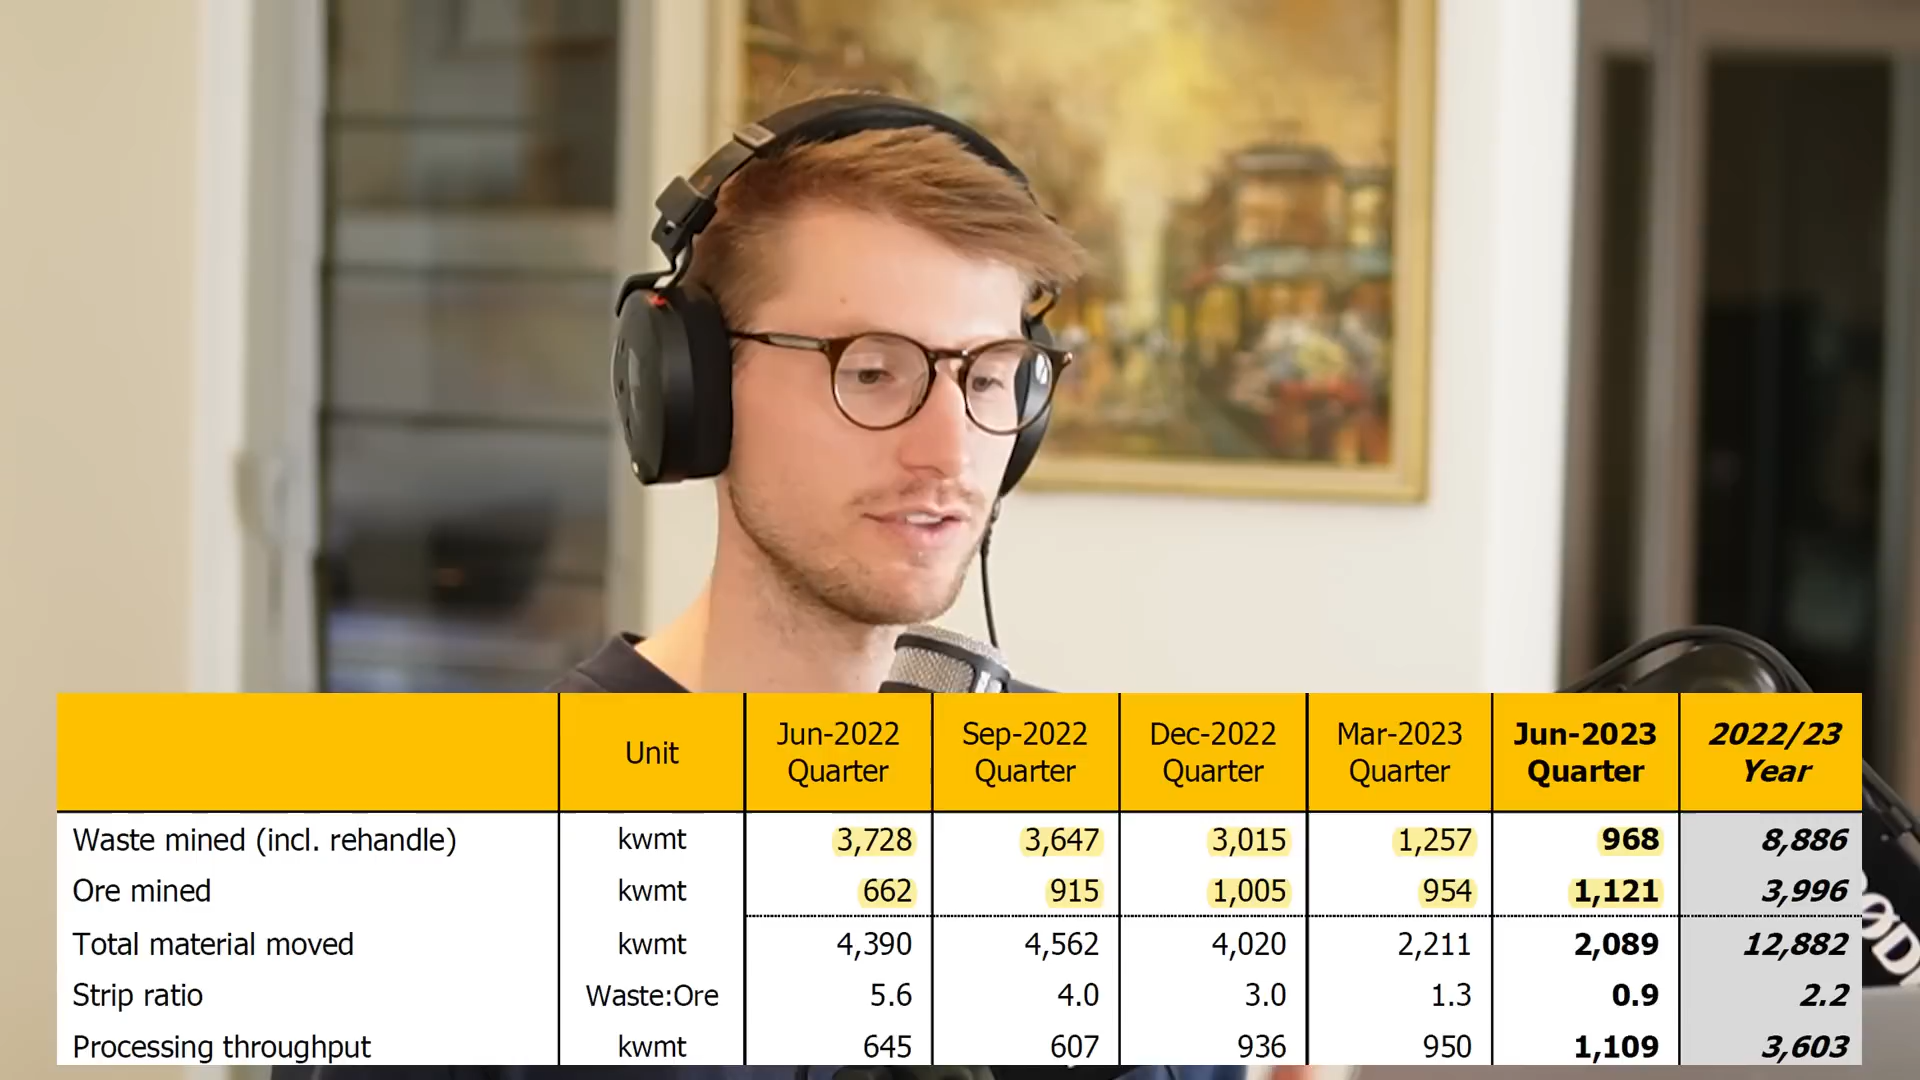 Unit Jun-2022 Quarter Sep-2022 Quarter Dec-2022 Quarter Mar-2023 Quarter Jun-2023 Quarter 2022/23 Year
Waste mined (incl. rehandle) kwmt 3,728 3,647 3,015 1,257 968 8,886
Ore mined kwmt 662 915 1,005 954 1,121 3,996
Total material moved kwmt 4,390 4,562 4,020 2,211 2,089 12,882
Strip ratio Waste:Ore 5.6 4.0 3.0 1.3 0.9 2.2
Processing throughput kwmt 645 607 936 950 1,109 3,603